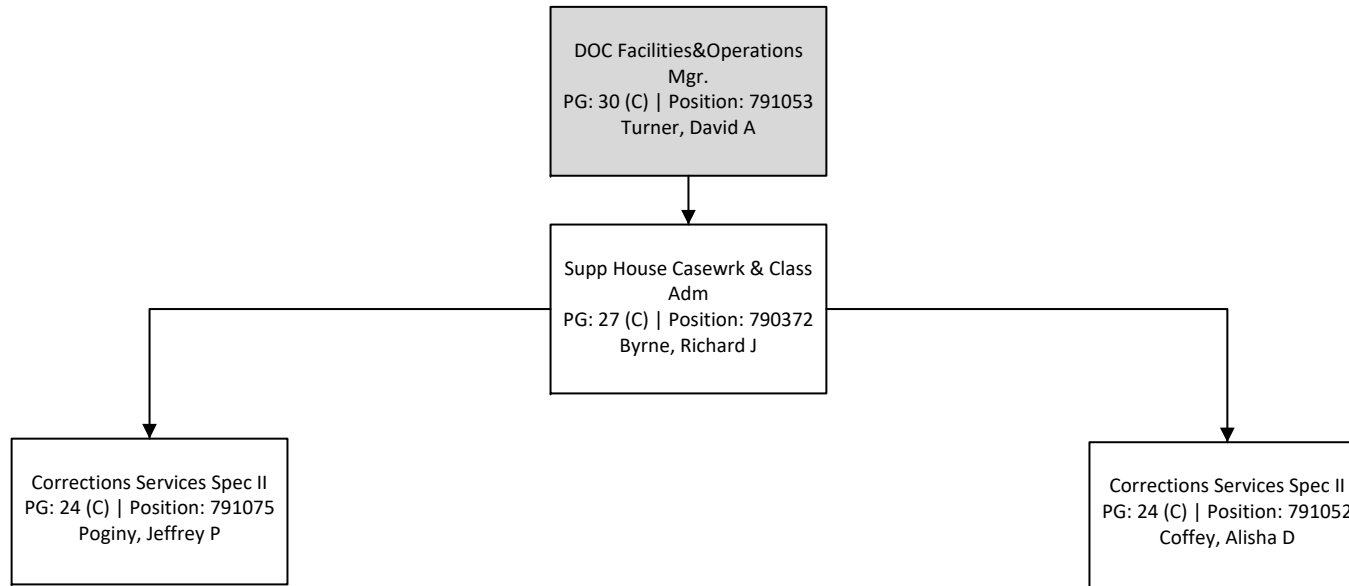 DOC Facilities&Operations
Mgr.
PG: 30 (C) | Position: 791053
Turner, David A
Supp House Casewrk & Class
Adm
PG: 27 (C) | Position: 790372
Byrne, Richard J
Corrections Services Spec II
PG: 24 (C) | Position: 791075
Poginy, Jeffrey P
Corrections Services Spec II
PG: 24 (C) | Position: 791052
Coffey, Alisha D